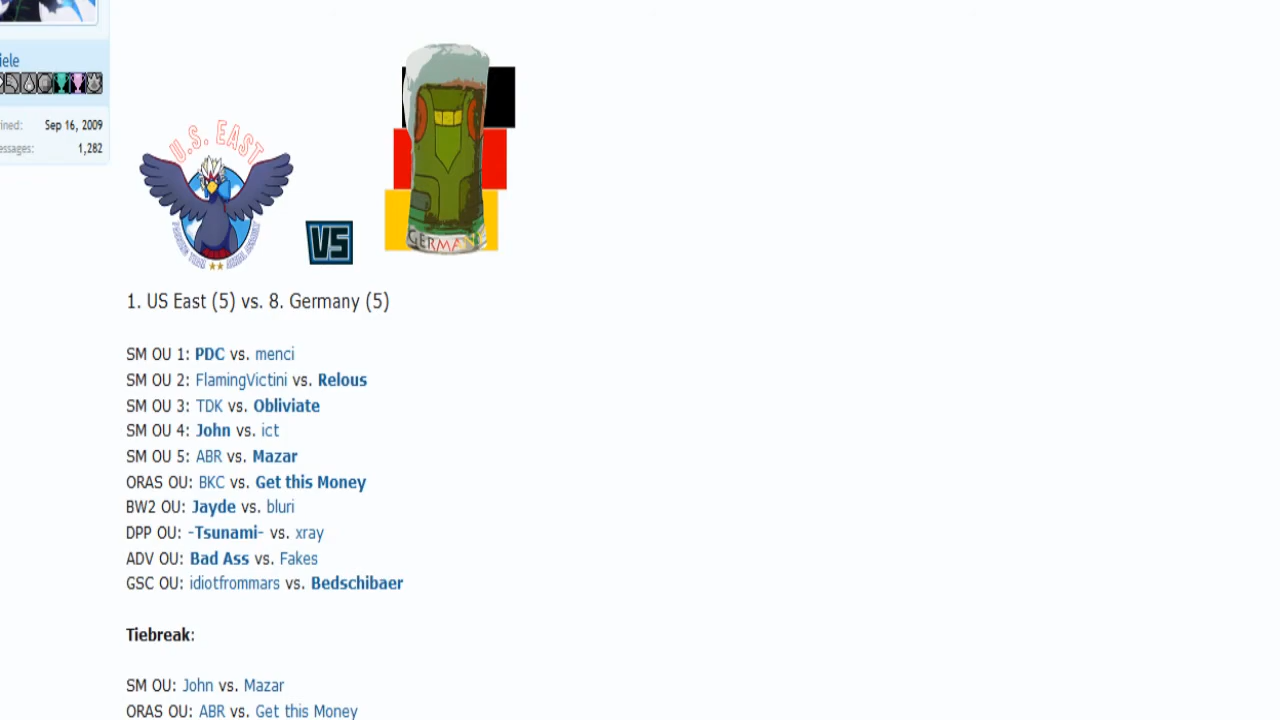 iele
ined: Sep 16, 2009
essages: 1,282
U.S. EAST
VS
GERMANY
1. US East (5) vs. 8. Germany (5)
SM OU 1: PDC vs. menci
SM OU 2: FlamingVictini vs. Relous
SM OU 3: TDK vs. Obliviate
SM OU 4: John vs. ict
SM OU 5: ABR vs. Mazar
ORAS OU: BKC vs. Get this Money
BW2 OU: Jayde vs. bluri
DPP OU: -Tsunami- vs. xray
ADV OU: Bad Ass vs. Fakes
GSC OU: idiotfrommars vs. Bedschibaer
Tiebreak:
SM OU: John vs. Mazar
ORAS OU: ABR vs. Get this Money